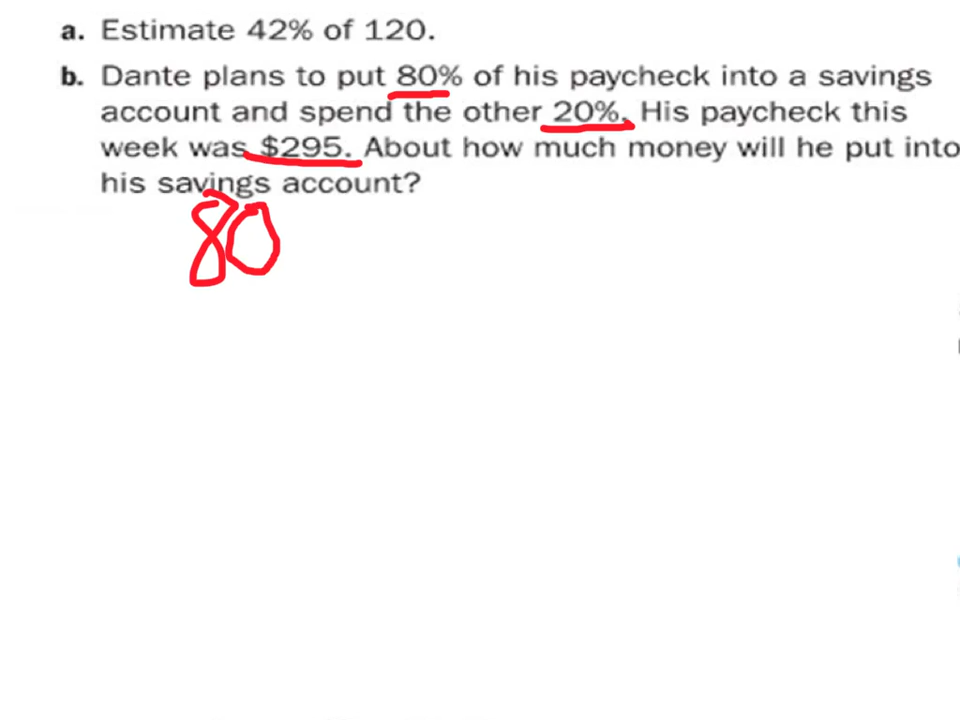 a. Estimate 42% of 120.
b. Dante plans to put 80% of his paycheck into a savings
account and spend the other 20%. His paycheck this
week was $295. About how much money will he put into
his savings account?
80